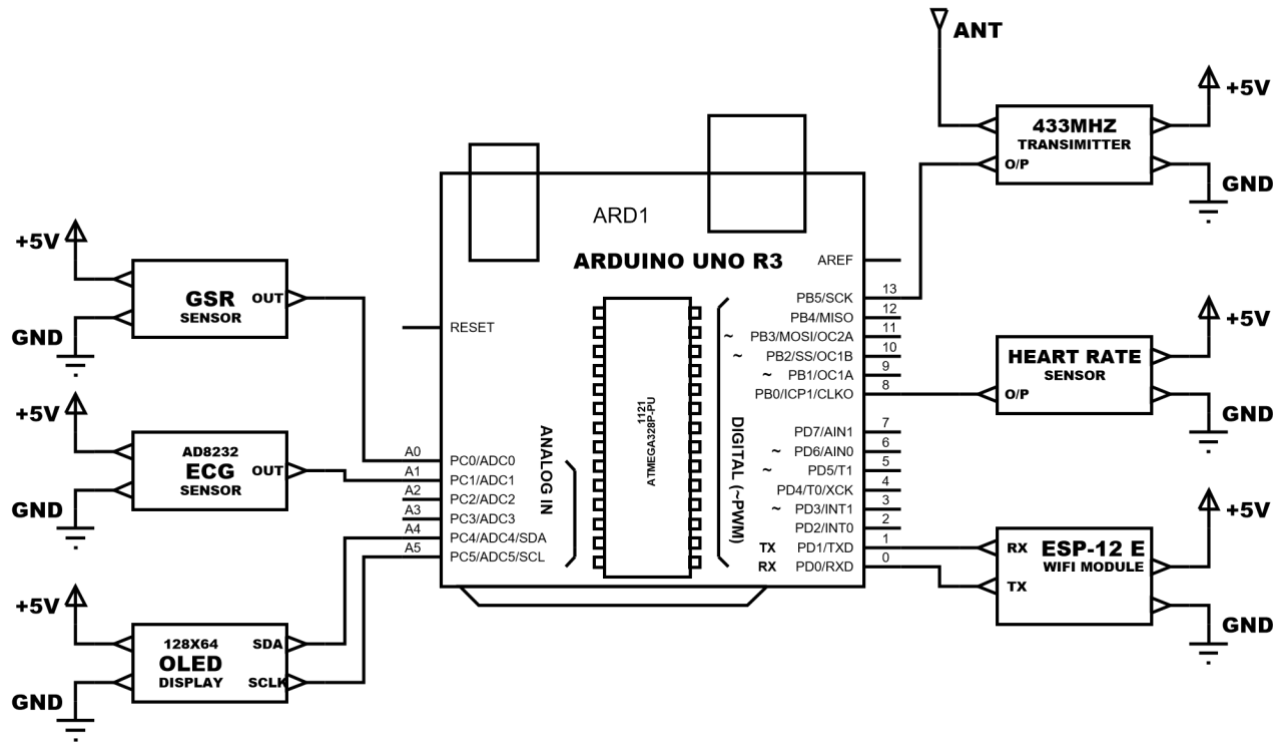 ANT
+5V
433MHZ
TRANSIMITTER
O/P
GND
ARD1
ARDUINO UNO R3
+5V
GSR
SENSOR
OUT
GND
RESET
AREF
PB5/SCK 13
PB4/MISO 12
~ PB3/MOSI/OC2A 11
~ PB2/SS/OC1B 10
~ PB1/OC1A 9
PB0/ICP1/CLKO 8
PD7/AIN1 7
~ PD6/AIN0 6
~ PD5/T1 5
PD4/T0/XCK 4
~ PD3/INT1 3
PD2/INT0 2
TX PD1/TXD 1
RX PD0/RXD 0
DIGITAL (~PWM)
1121
ATMEGA328P-PU
ANALOG IN
A0 PC0/ADC0
A1 PC1/ADC1
A2 PC2/ADC2
A3 PC3/ADC3
A4 PC4/ADC4/SDA
A5 PC5/ADC5/SCL
+5V
HEART RATE
SENSOR
O/P
GND
+5V
AD8232
ECG
SENSOR
OUT
GND
+5V
RX ESP-12 E
WIFI MODULE
TX
GND
+5V
128X64 SDA
OLED
DISPLAY SCLK
GND